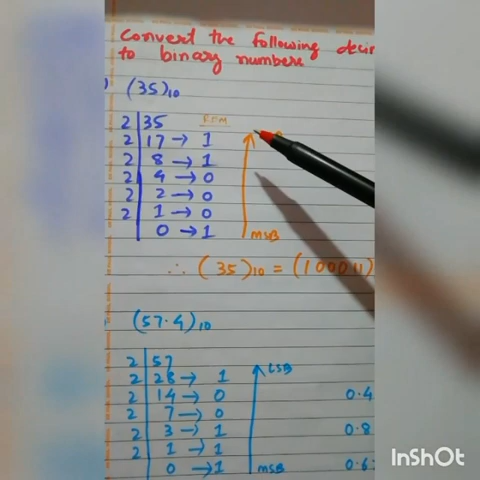 Convert the following deci
to binary numbers
) (35)10
2 35 REM
2 17 → 1
2 8 → 1
2 4 → 0
2 2 → 0
2 1 → 0
0 → 1 MSB
∴ (35)10 = (100011)
(57.4)10
2 57
2 28 → 1 LSB
2 14 → 0 0.4
2 7 → 0
2 3 → 1 0.8
2 1 → 1
0 → 1 MSB 0.6
InShOt